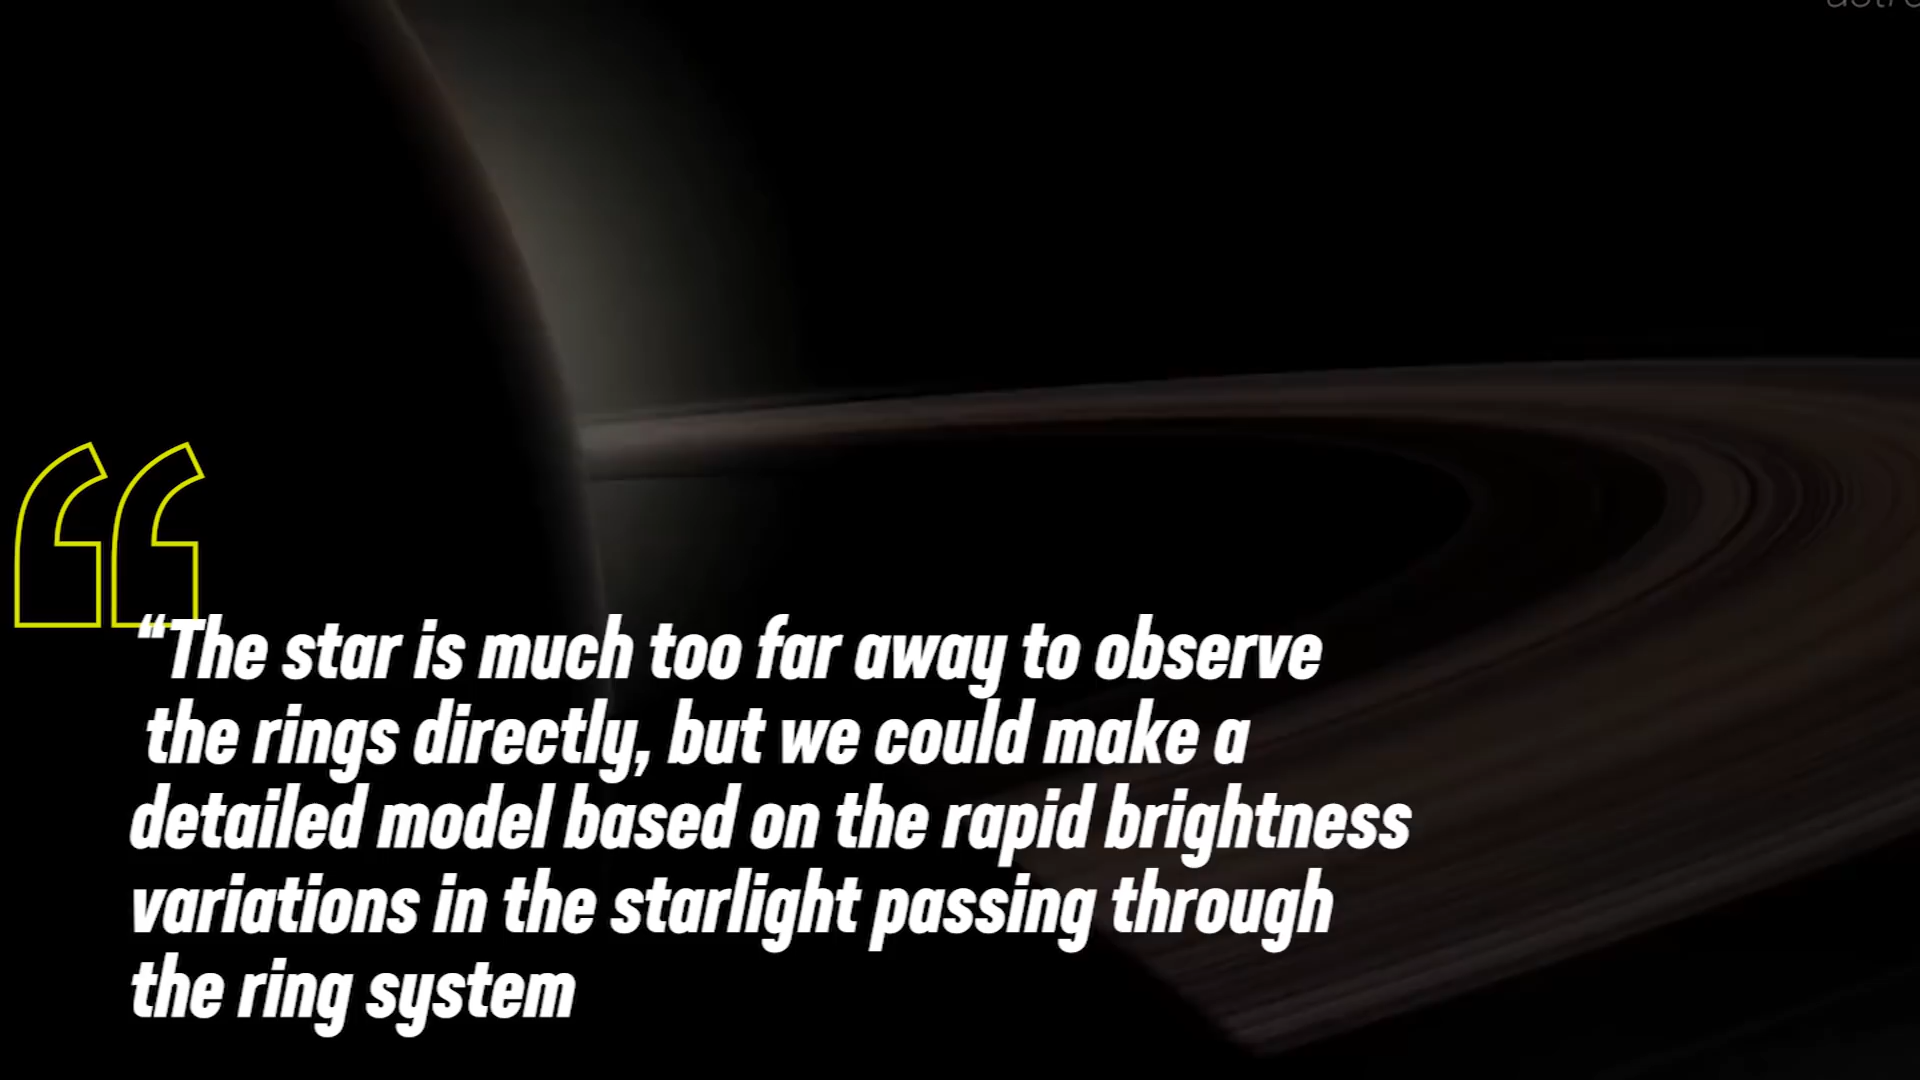 “The star is much too far away to observe
the rings directly, but we could make a
detailed model based on the rapid brightness
variations in the starlight passing through
the ring system